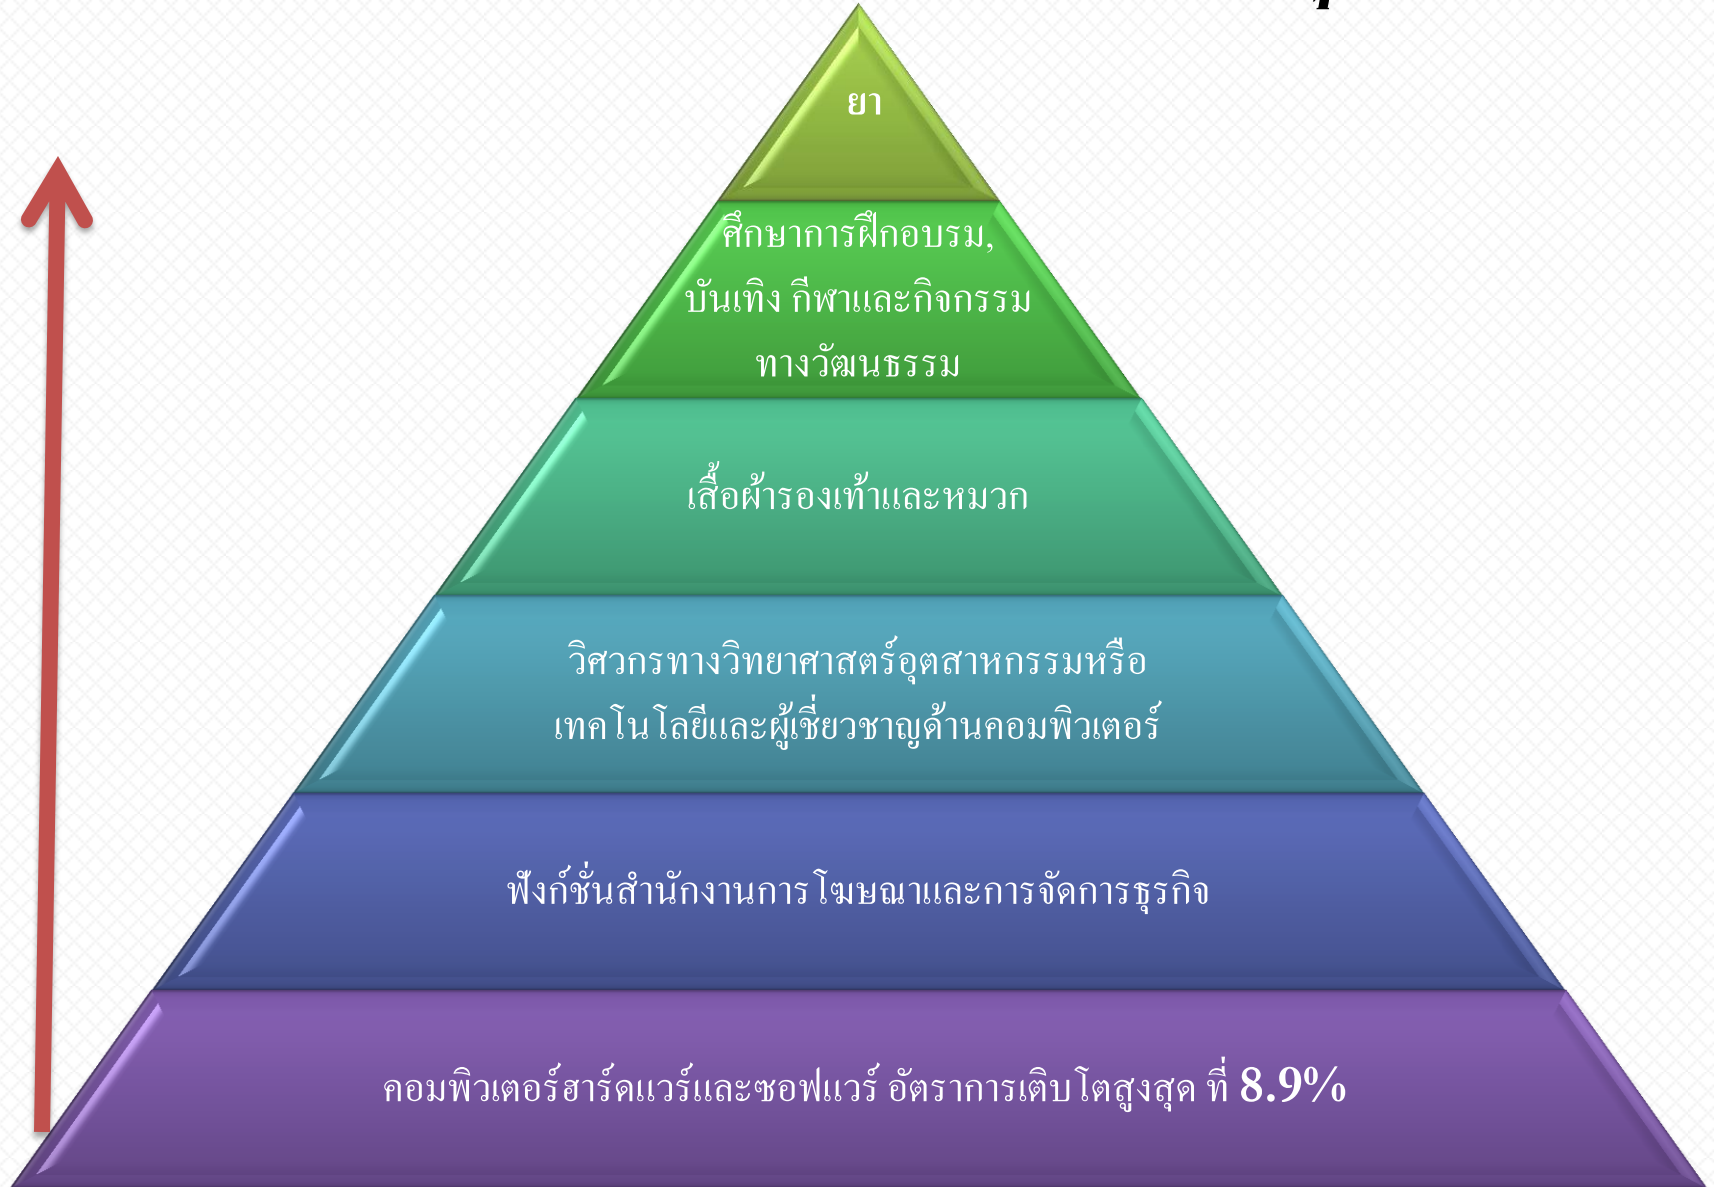 ยา
ศึกษาการฝึกอบรม,
บันเทิง กีฬาและกิจกรรม
ทางวัฒนธรรม
เสื้อผ้ารองเท้าและหมวก
วิศวกรทางวิทยาศาสตร์อุตสาหกรรมหรือ
เทคโนโลยีและผู้เชี่ยวชาญด้านคอมพิวเตอร์
ฟังก์ชั่นสำนักงานการโฆษณาและการจัดการธุรกิจ
คอมพิวเตอร์ฮาร์ดแวร์และซอฟแวร์ อัตราการเติบโตสูงสุด ที่ 8.9%